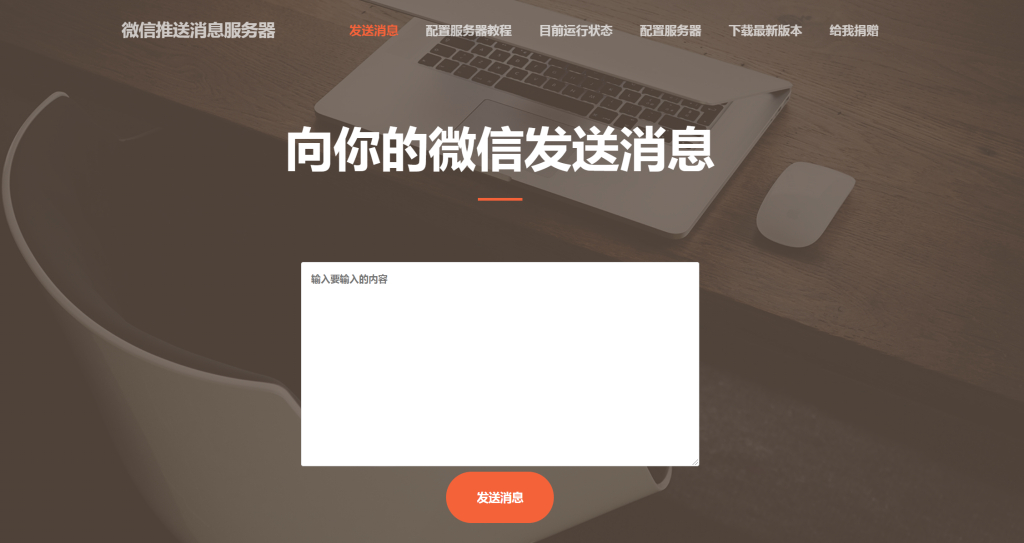 微信推送消息服务器
发送消息 配置服务器教程 目前运行状态 配置服务器 下载最新版本 给我捐赠
向你的微信发送消息
输入要输入的内容
发送消息